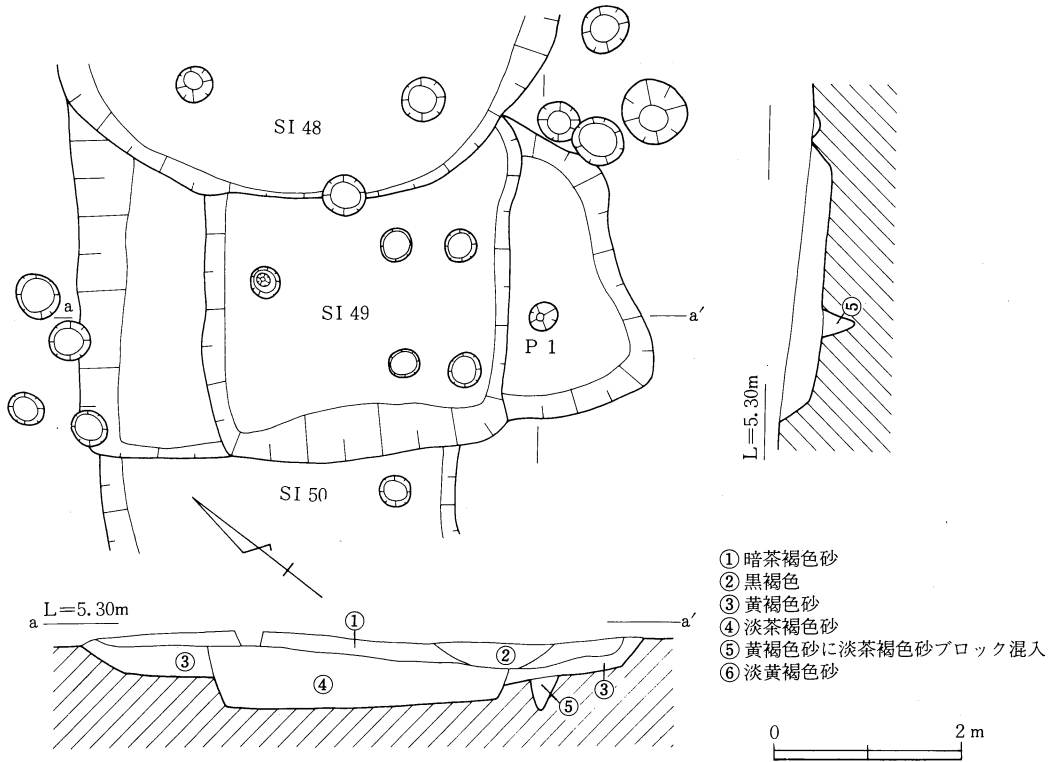 SI 48
a
SI 49
a′
P 1
SI 50
⑤
L=5.30m
L=5.30m
a
a′
①
②
③
④
③
⑤
①暗茶褐色砂
②黒褐色
③黄褐色砂
④淡茶褐色砂
⑤黄褐色砂に淡茶褐色砂ブロック混入
⑥淡黄褐色砂
0 2 m